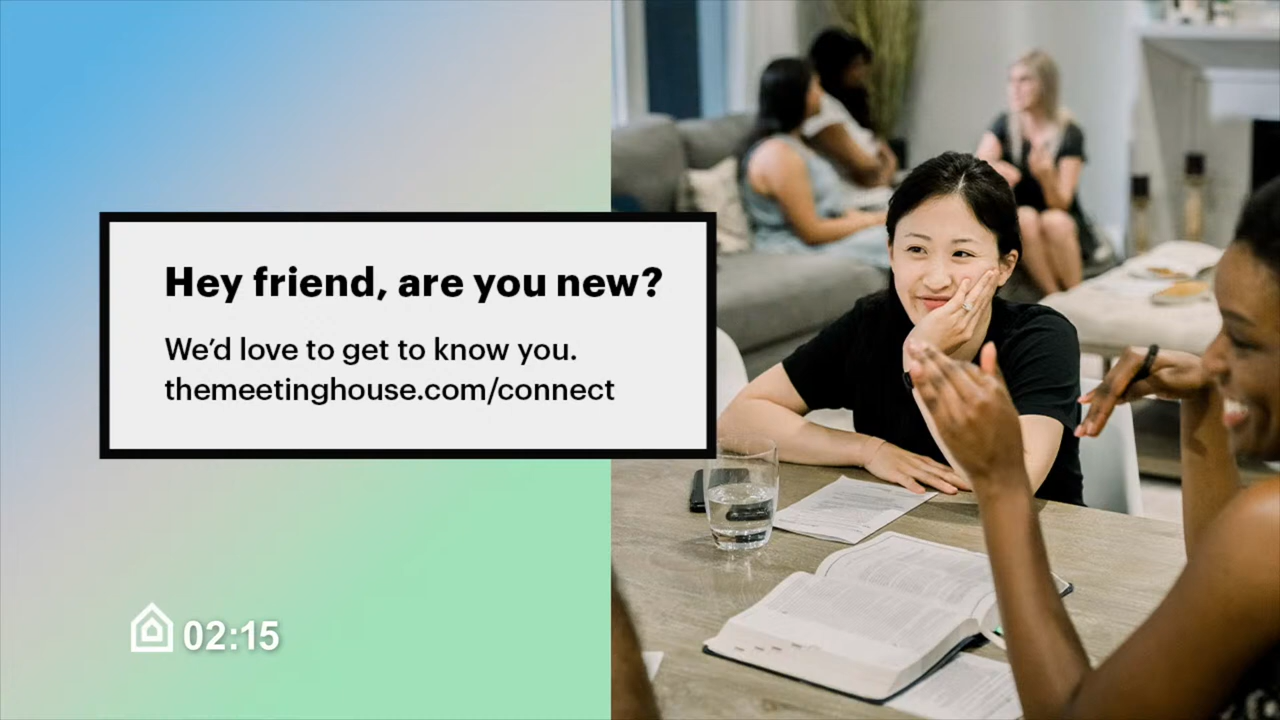 Hey friend, are you new?
We'd love to get to know you.
themeetinghouse.com/connect
02:15